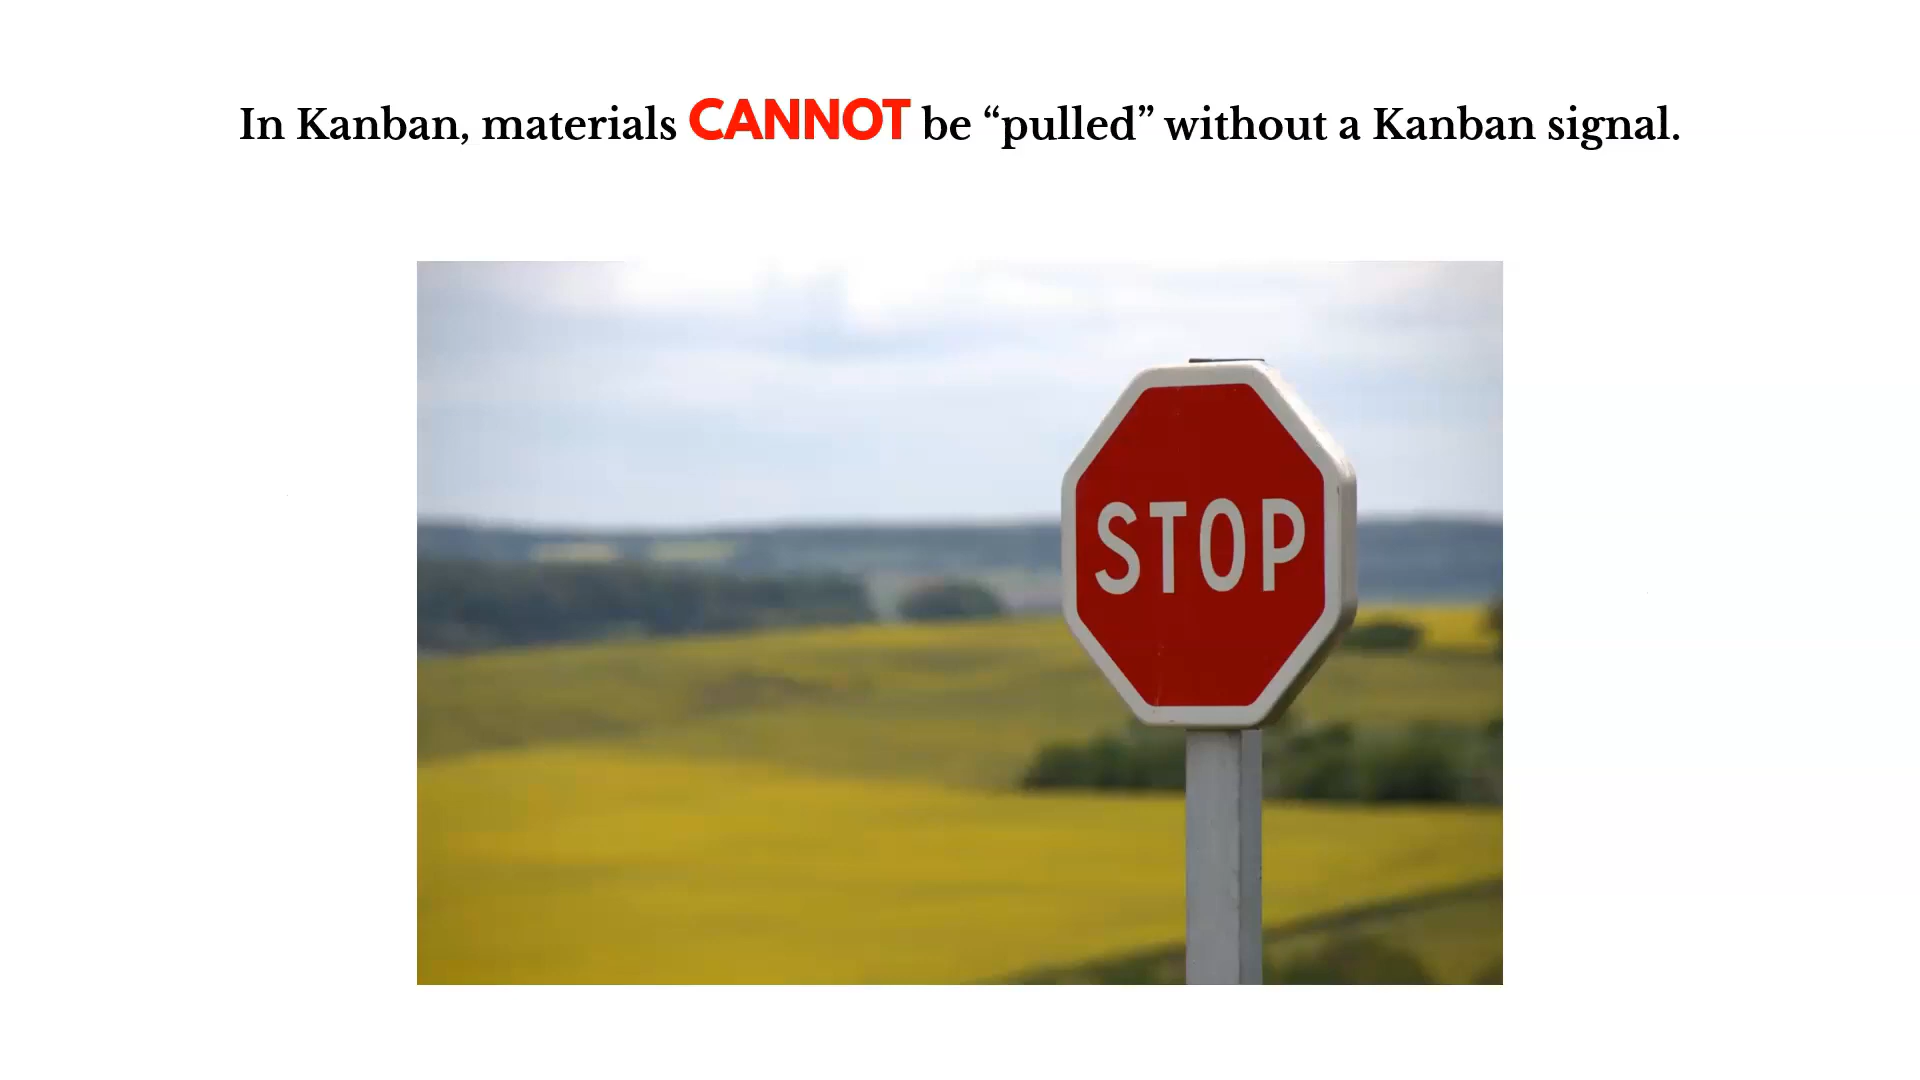 In Kanban, materials CANNOT be “pulled” without a Kanban signal.
STOP